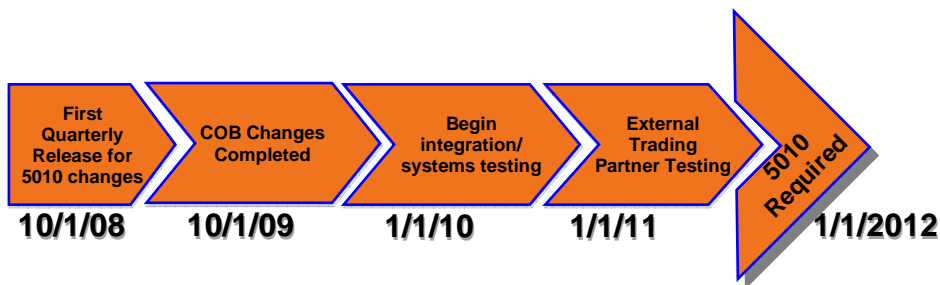 First
Quarterly
Release for
5010 changes
COB Changes
Completed
Begin
integration/
systems testing
External
Trading
Partner Testing
5010
Required
10/1/08
10/1/09
1/1/10
1/1/11
1/1/2012